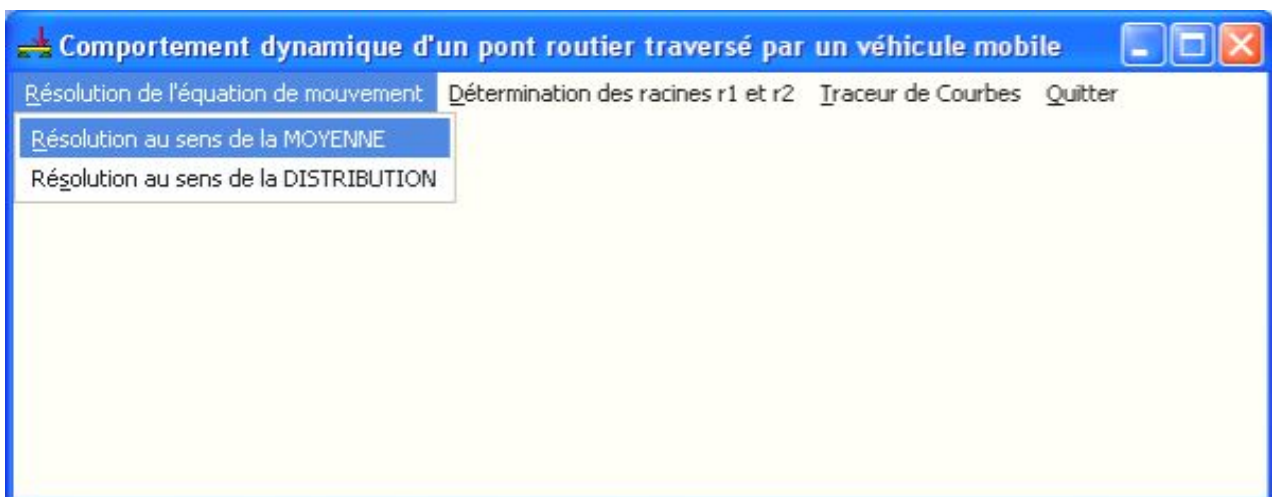 Comportement dynamique d'un pont routier traversé par un véhicule mobile
Résolution de l'équation de mouvement Détermination des racines r1 et r2 Traceur de Courbes Quitter
Résolution au sens de la MOYENNE
Résolution au sens de la DISTRIBUTION